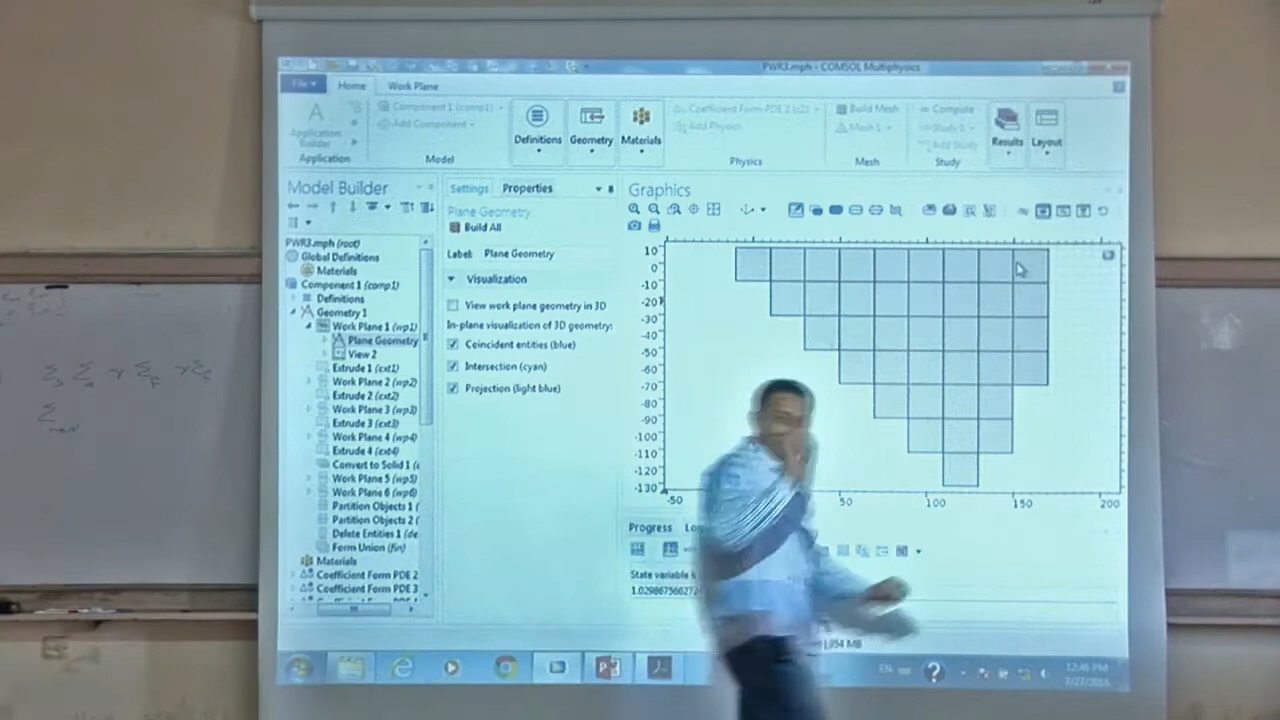 PWR3.mph - COMSOL Multiphysics
File
Home
Work Plane
A
Application
Builder
Application
Component 1 (comp1)
Add Component
Model
Definitions
Geometry
Materials
Coefficient Form PDE 2 (c2)
Add Physics
Physics
Build Mesh
Mesh 1
Mesh
Compute
Study 1
Add Study
Study
Results
Layout
Model Builder
PWR3.mph (root)
Global Definitions
Materials
Component 1 (comp1)
Definitions
Geometry 1
Work Plane 1 (wp1)
Plane Geometry
View 2
Extrude 1 (ext1)
Work Plane 2 (wp2)
Extrude 2 (ext2)
Work Plane 3 (wp3)
Extrude 3 (ext3)
Work Plane 4 (wp4)
Extrude 4 (ext4)
Convert to Solid 1 (c
Work Plane 5 (wp5)
Work Plane 6 (wp6)
Partition Objects 1 (
Partition Objects 2 (
Delete Entities 1 (de
Form Union (fin)
Materials
Coefficient Form PDE 2
Coefficient Form PDE 3
Settings
Properties
Plane Geometry
Build All
Label: Plane Geometry
Visualization
View work plane geometry in 3D
In-plane visualization of 3D geometry:
Coincident entities (blue)
Intersection (cyan)
Projection (light blue)
Graphics
10
0
-10
-20
-30
-40
-50
-60
-70
-80
-90
-100
-110
-120
-130
-50
50
100
150
200
Progress
State variable
EN
12:46 PM